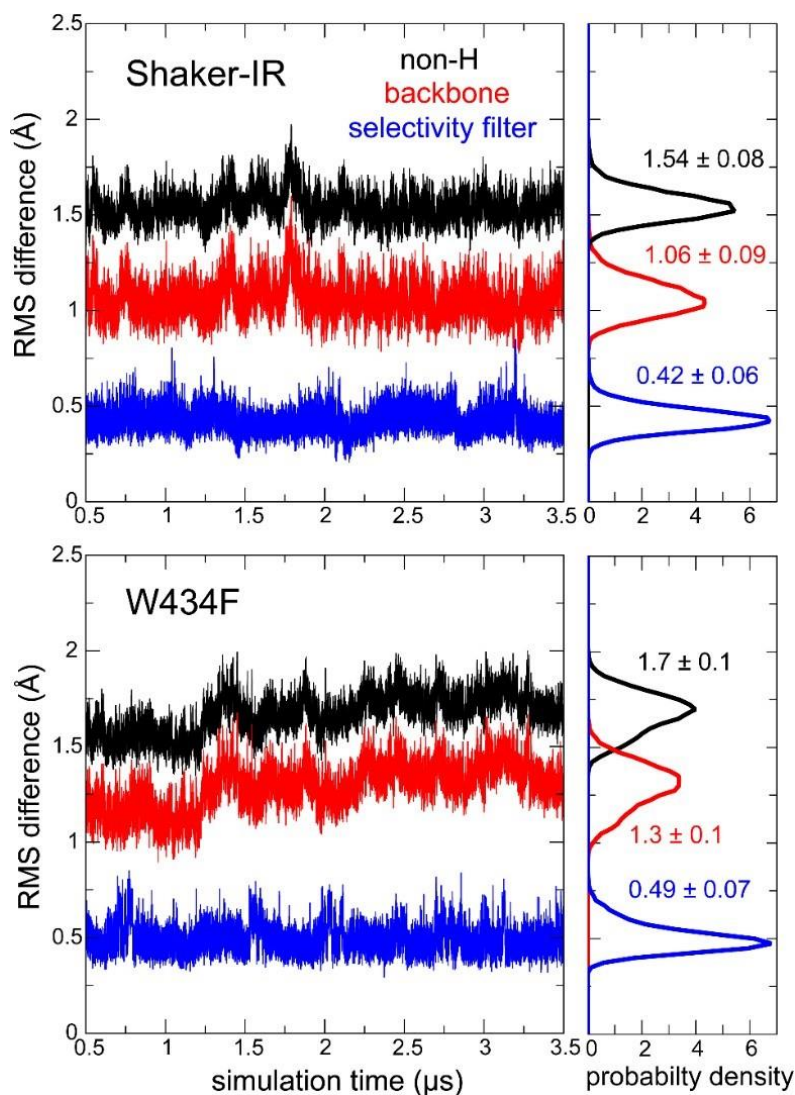 2.5
Shaker-IR
non-H
backbone
selectivity filter
2
1.5
1
0.5
0
RMS difference (Å)
0.5 1 1.5 2 2.5 3 3.5
1.54 ± 0.08
1.06 ± 0.09
0.42 ± 0.06
0 2 4 6
2.5
W434F
2
1.5
1
0.5
0
RMS difference (Å)
0.5 1 1.5 2 2.5 3 3.5
simulation time (µs)
1.7 ± 0.1
1.3 ± 0.1
0.49 ± 0.07
0 2 4 6
probabilty density